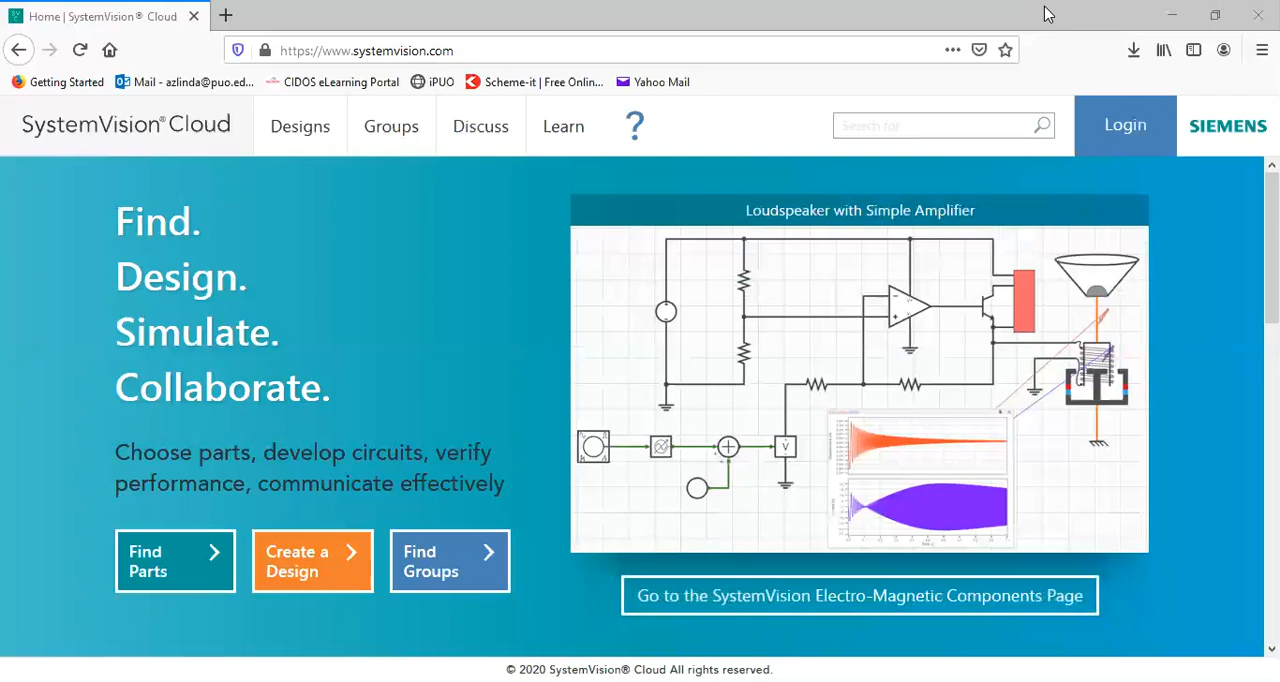 Home | SystemVision® Cloud
https://www.systemvision.com
Getting Started
Mail - azlinda@puo.ed...
CIDOS eLearning Portal
iPUO
Scheme-it | Free Onlin...
Yahoo Mail
SystemVision® Cloud
Designs
Groups
Discuss
Learn
?
Search for
Login
SIEMENS
Find.
Design.
Simulate.
Collaborate.
Choose parts, develop circuits, verify
performance, communicate effectively
Find
Parts
Create a
Design
Find
Groups
Loudspeaker with Simple Amplifier
Go to the SystemVision Electro-Magnetic Components Page
© 2020 SystemVision® Cloud All rights reserved.